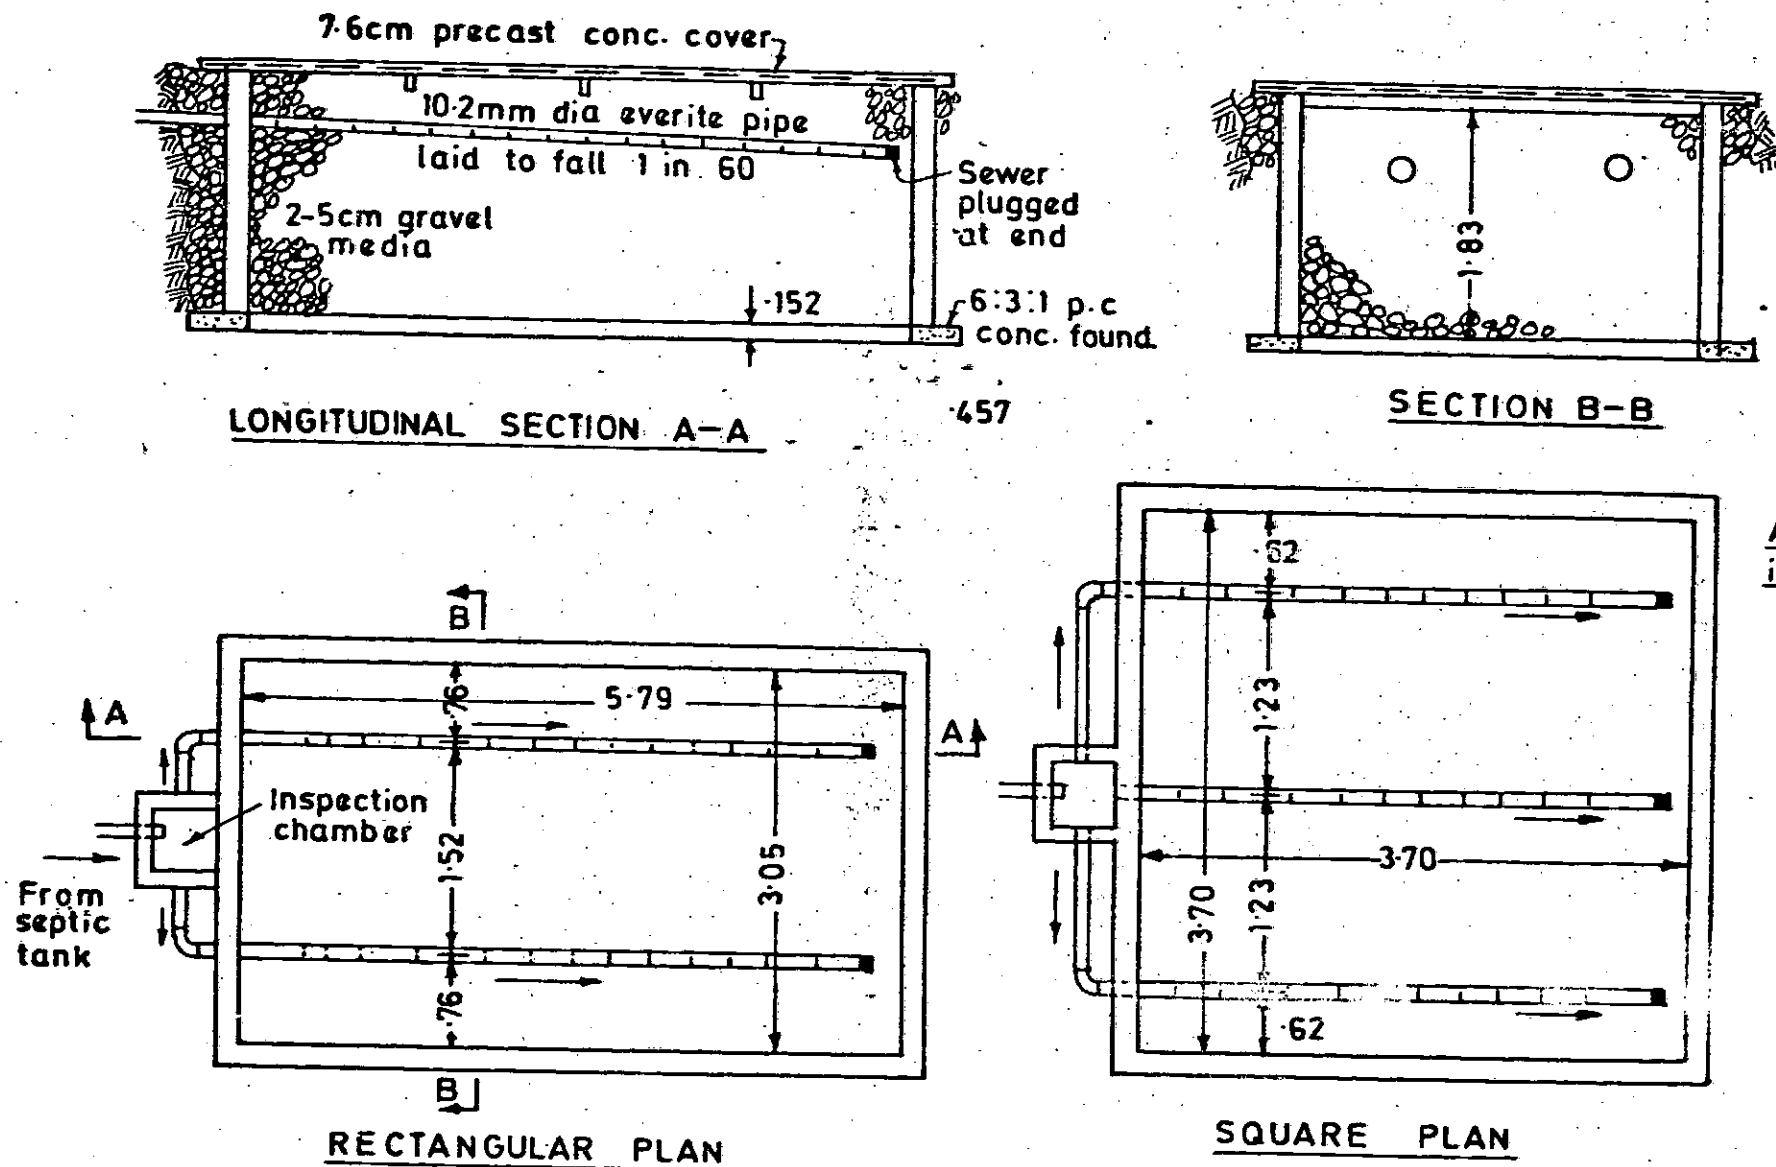 7·6cm precast conc. cover
10·2mm dia everite pipe
laid to fall 1 in 60
2-5cm gravel
media
Sewer
plugged
at end
·152
6:3:1 p.c
conc. found.
·457
LONGITUDINAL SECTION A-A
1·83
SECTION B-B
B
A
·76
5·79
A
Inspection
chamber
1·52
3·05
From
septic
tank
·76
B
RECTANGULAR PLAN
·62
1·23
3·70
3·70
1·23
·62
SQUARE PLAN